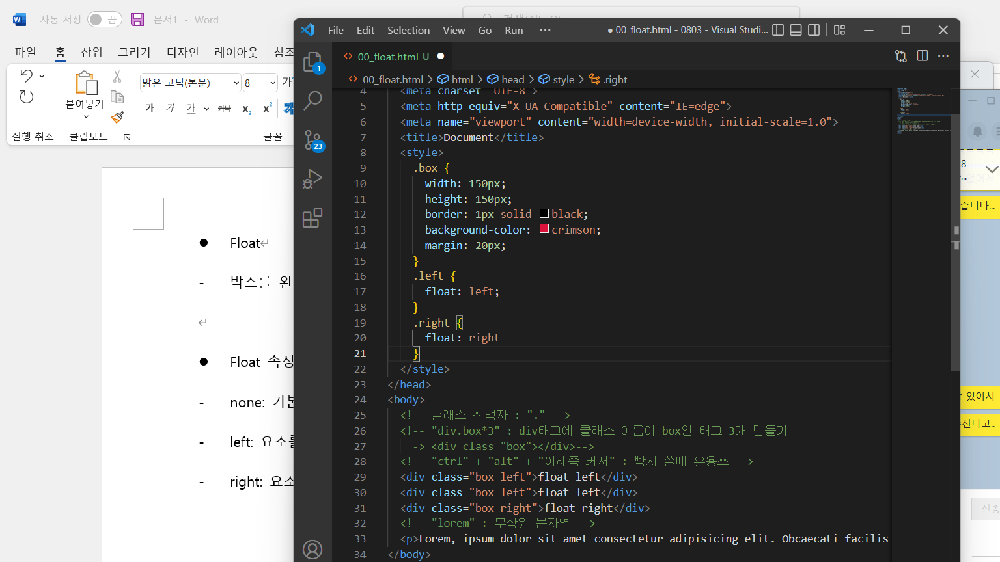 자동 저장 끔 문서1 - Word
파일 홈 삽입 그리기 디자인 레이아웃 참조
맑은 고딕(본문) 8
붙여넣기
가 가 가 가나 x₂ x² 가
실행 취소 클립보드 글꼴
● Float↵
- 박스를
↵
● Float 속성
- none: 기본
- left: 요소를
- right: 요소
File Edit Selection View Go Run ···
● 00_float.html - 0803 - Visual Studi...
1
23
00_float.html U ●
00_float.html > html > head > style > .right
4 <meta charset="UTF-8">
5 <meta http-equiv="X-UA-Compatible" content="IE=edge">
6 <meta name="viewport" content="width=device-width, initial-scale=1.0">
7 <title>Document</title>
8 <style>
9 .box {
10 width: 150px;
11 height: 150px;
12 border: 1px solid black;
13 background-color: crimson;
14 margin: 20px;
15 }
16 .left {
17 float: left;
18 }
19 .right {
20 float: right
21 }
22 </style>
23 </head>
24 <body>
25 <!-- 클래스 선택자 : "." -->
26 <!-- "div.box*3" : div태그에 클래스 이름이 box인 태그 3개 만들기
27 -> <div class="box"></div>-->
28 <!-- "ctrl" + "alt" + "아래쪽 커서" : 빡지 쓸때 유용쓰 -->
29 <div class="box left">float left</div>
30 <div class="box left">float left</div>
31 <div class="box right">float right</div>
32 <!-- "lorem" : 무작위 문자열 -->
33 <p>Lorem, ipsum dolor sit amet consectetur adipisicing elit. Obcaecati facilis
34 </body>
8
습니다...
있어서
신다고..
전송